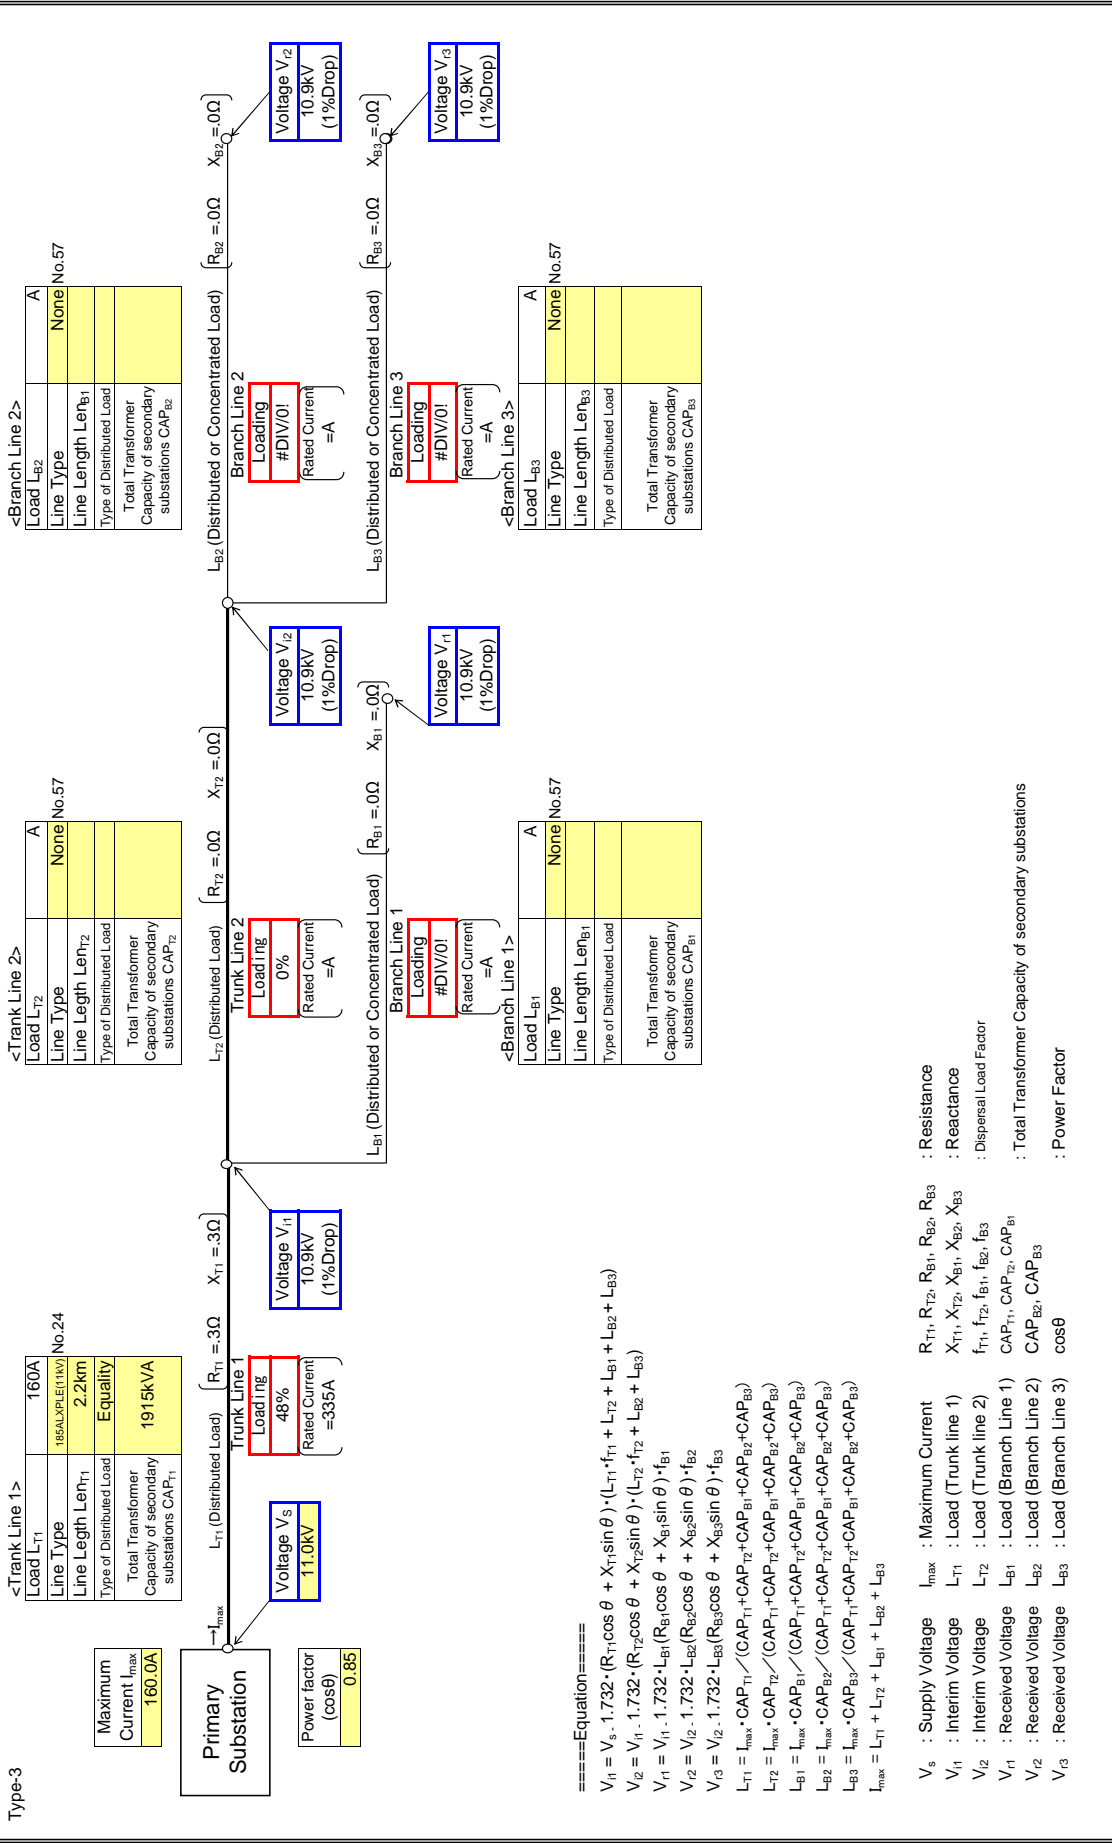 Type-3
Maximum
Current Imax
160.0A
<Trank Line 1>
Load LT1 160A
Line Type 185ALXPLE(11kV) No.24
Line Legth LenT1 2.2km
Type of Distributed Load Equality
Total Transformer
Capacity of secondary
substations CAPT1
1915kVA
<Trank Line 2>
Load LT2 A
Line Type None No.57
Line Length LenT2
Type of Distributed Load
Total Transformer
Capacity of secondary
substations CAPT2
<Branch Line 2>
Load LB2 A
Line Type None No.57
Line Length LenB1
Type of Distributed Load
Total Transformer
Capacity of secondary
substations CAPB2
Primary
Substation
→Imax
LT1 (Distributed Load) RT1 =.3Ω XT1 =.3Ω
LT2 (Distributed Load) RT2 =.0Ω XT2 =.0Ω
LB2 (Distributed or Concentrated Load) RB2 =.0Ω XB2 =.0Ω
Trunk Line 1
Loading
48%
Rated Current
=335A
Trunk Line 2
Loading
0%
Rated Current
=A
Branch Line 2
Loading
#DIV/0!
Rated Current
=A
Voltage VS
11.0kV
Voltage Vi1
10.9kV
(1%Drop)
Voltage Vi2
10.9kV
(1%Drop)
Voltage Vr2
10.9kV
(1%Drop)
Power factor
(cosθ)
0.85
LB1 (Distributed or Concentrated Load) RB1 =.0Ω XB1 =.0Ω
LB3 (Distributed or Concentrated Load) RB3 =.0Ω XB3 =.0Ω
Branch Line 1
Loading
#DIV/0!
Rated Current
=A
Branch Line 3
Loading
#DIV/0!
Rated Current
=A
Voltage Vr1
10.9kV
(1%Drop)
Voltage Vr3
10.9kV
(1%Drop)
<Branch Line 1>
Load LB1 A
Line Type None No.57
Line Length LenB1
Type of Distributed Load
Total Transformer
Capacity of secondary
substations CAPB1
<Branch Line 3>
Load LB3 A
Line Type None No.57
Line Length LenB3
Type of Distributed Load
Total Transformer
Capacity of secondary
substations CAPB3
=====Equation=====
Vi1 = Vs - 1.732•(RT1cos θ + XT1sin θ)•(LT1•fT1 + LT2 + LB1 + LB2 + LB3)
Vi2 = Vi1 - 1.732•(RT2cos θ + XT2sin θ)•(LT2•fT2 + LB2 + LB3)
Vr1 = Vi1 - 1.732•LB1(RB1cos θ + XB1sin θ)•fB1
Vr2 = Vi2 - 1.732•LB2(RB2cos θ + XB2sin θ)•fB2
Vr3 = Vi2 - 1.732•LB3(RB3cos θ + XB3sin θ)•fB3
LT1 = Imax•CAPT1／(CAPT1+CAPT2+CAPB1+CAPB2+CAPB3)
LT2 = Imax•CAPT2／(CAPT1+CAPT2+CAPB1+CAPB2+CAPB3)
LB1 = Imax•CAPB1／(CAPT1+CAPT2+CAPB1+CAPB2+CAPB3)
LB2 = Imax•CAPB2／(CAPT1+CAPT2+CAPB1+CAPB2+CAPB3)
LB3 = Imax•CAPB3／(CAPT1+CAPT2+CAPB1+CAPB2+CAPB3)
Imax = LT1 + LT2 + LB1 + LB2 + LB3
Vs : Supply Voltage Imax : Maximum Current RT1, RT2, RB1, RB2, RB3 : Resistance
Vi1 : Interim Voltage LT1 : Load (Trunk line 1) XT1, XT2, XB1, XB2, XB3 : Reactance
Vi2 : Interim Voltage LT2 : Load (Trunk line 2) fT1, fT2, fB1, fB2, fB3 : Dispersal Load Factor
Vr1 : Received Voltage LB1 : Load (Branch Line 1) CAPT1, CAPT2, CAPB1 : Total Transformer Capacity of secondary substations
Vr2 : Received Voltage LB2 : Load (Branch Line 2) CAPB2, CAPB3
Vr3 : Received Voltage LB3 : Load (Branch Line 3) cosθ : Power Factor